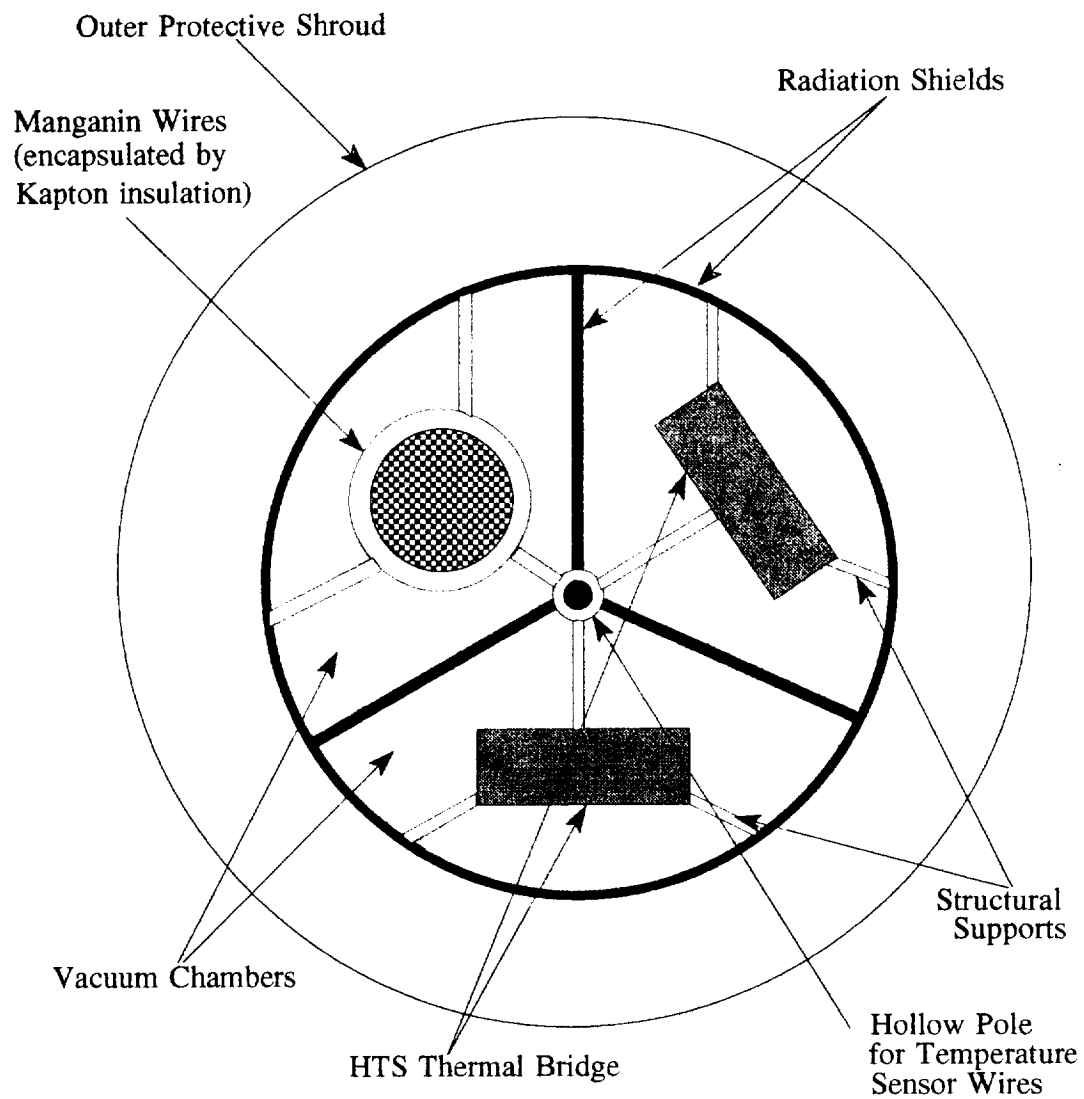 Outer Protective Shroud
Radiation Shields
Manganin Wires
(encapsulated by
Kapton insulation)
Structural
Supports
Vacuum Chambers
Hollow Pole
for Temperature
Sensor Wires
HTS Thermal Bridge